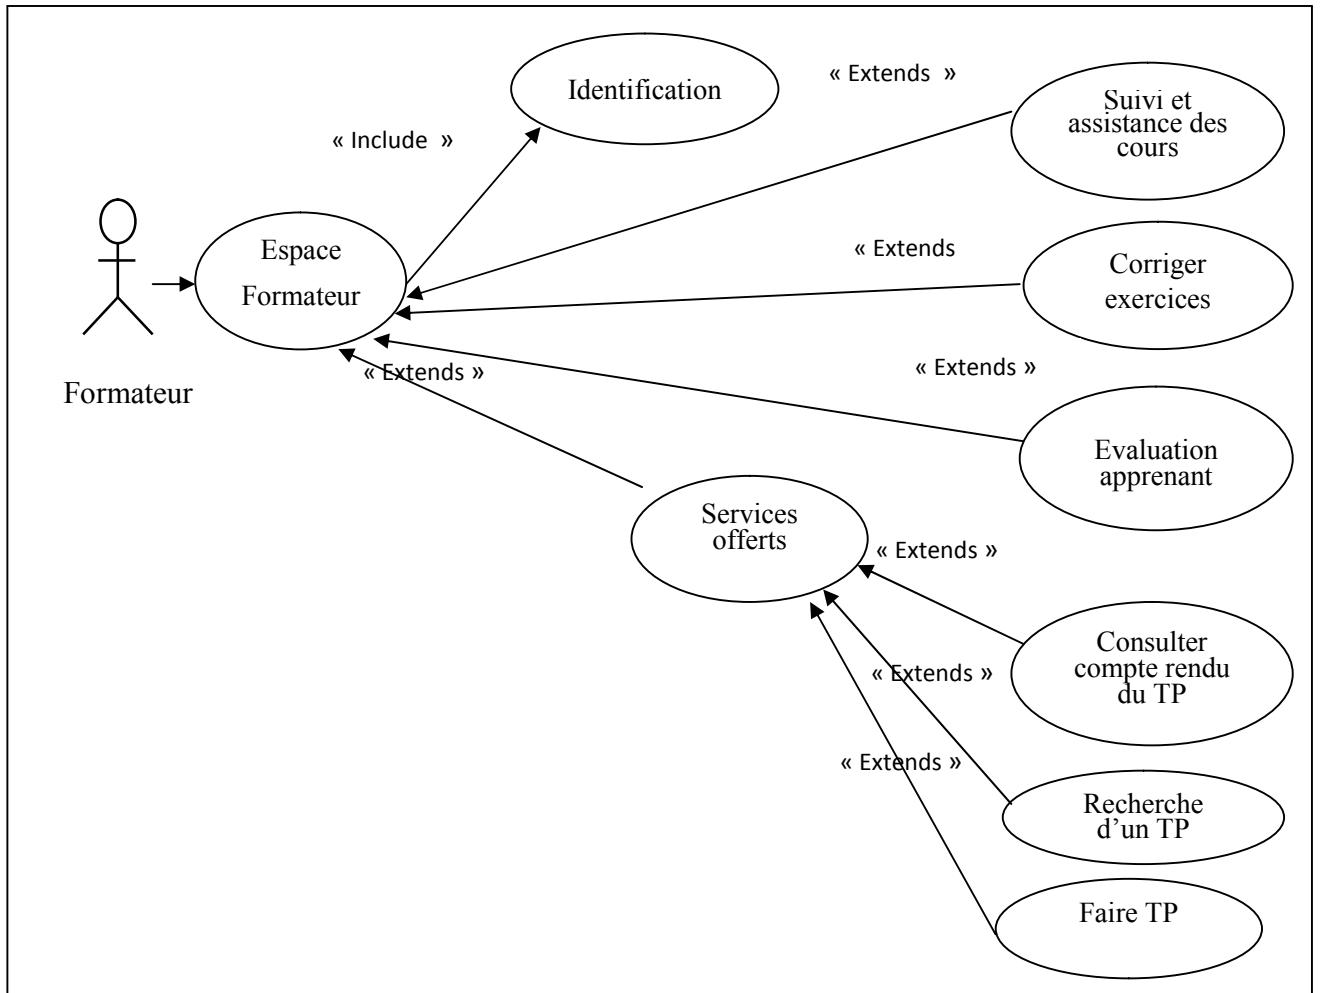 Identification
« Extends »
Suivi et
assistance des
cours
« Include »
Espace
Formateur
« Extends
Corriger
exercices
Formateur
« Extends »
« Extends »
Evaluation
apprenant
Services
offerts
« Extends »
Consulter
compte rendu
du TP
« Extends »
« Extends »
Recherche
d’un TP
Faire TP